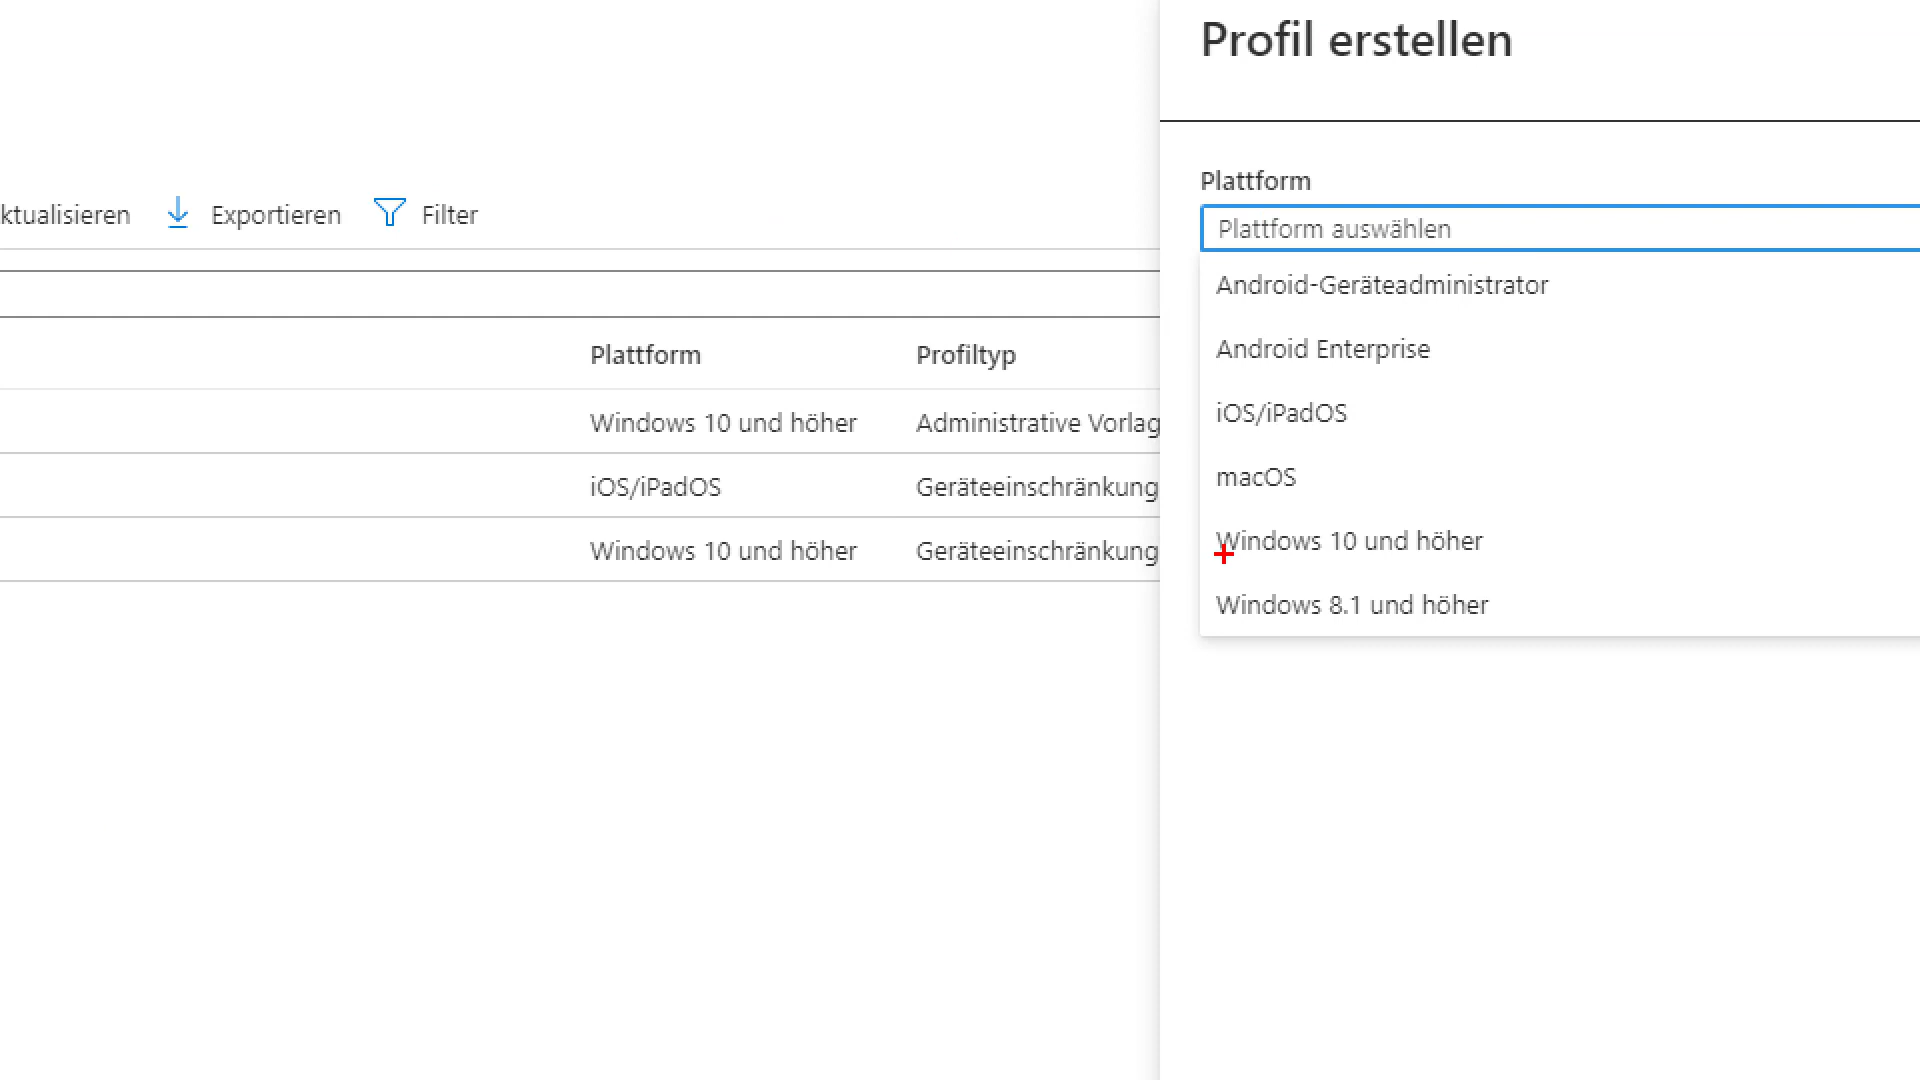 Profil erstellen
ktualisieren Exportieren Filter
Plattform Profiltyp
Windows 10 und höher Administrative Vorlag
iOS/iPadOS Geräteeinschränkung
Windows 10 und höher Geräteeinschränkung
Plattform
Plattform auswählen
Android-Geräteadministrator
Android Enterprise
iOS/iPadOS
macOS
Windows 10 und höher
Windows 8.1 und höher